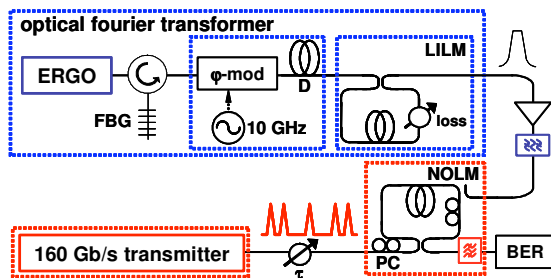 optical fourier transformer
LILM
ERGO
φ-mod
D
FBG
10 GHz
loss
NOLM
160 Gb/s transmitter
τ
PC
BER